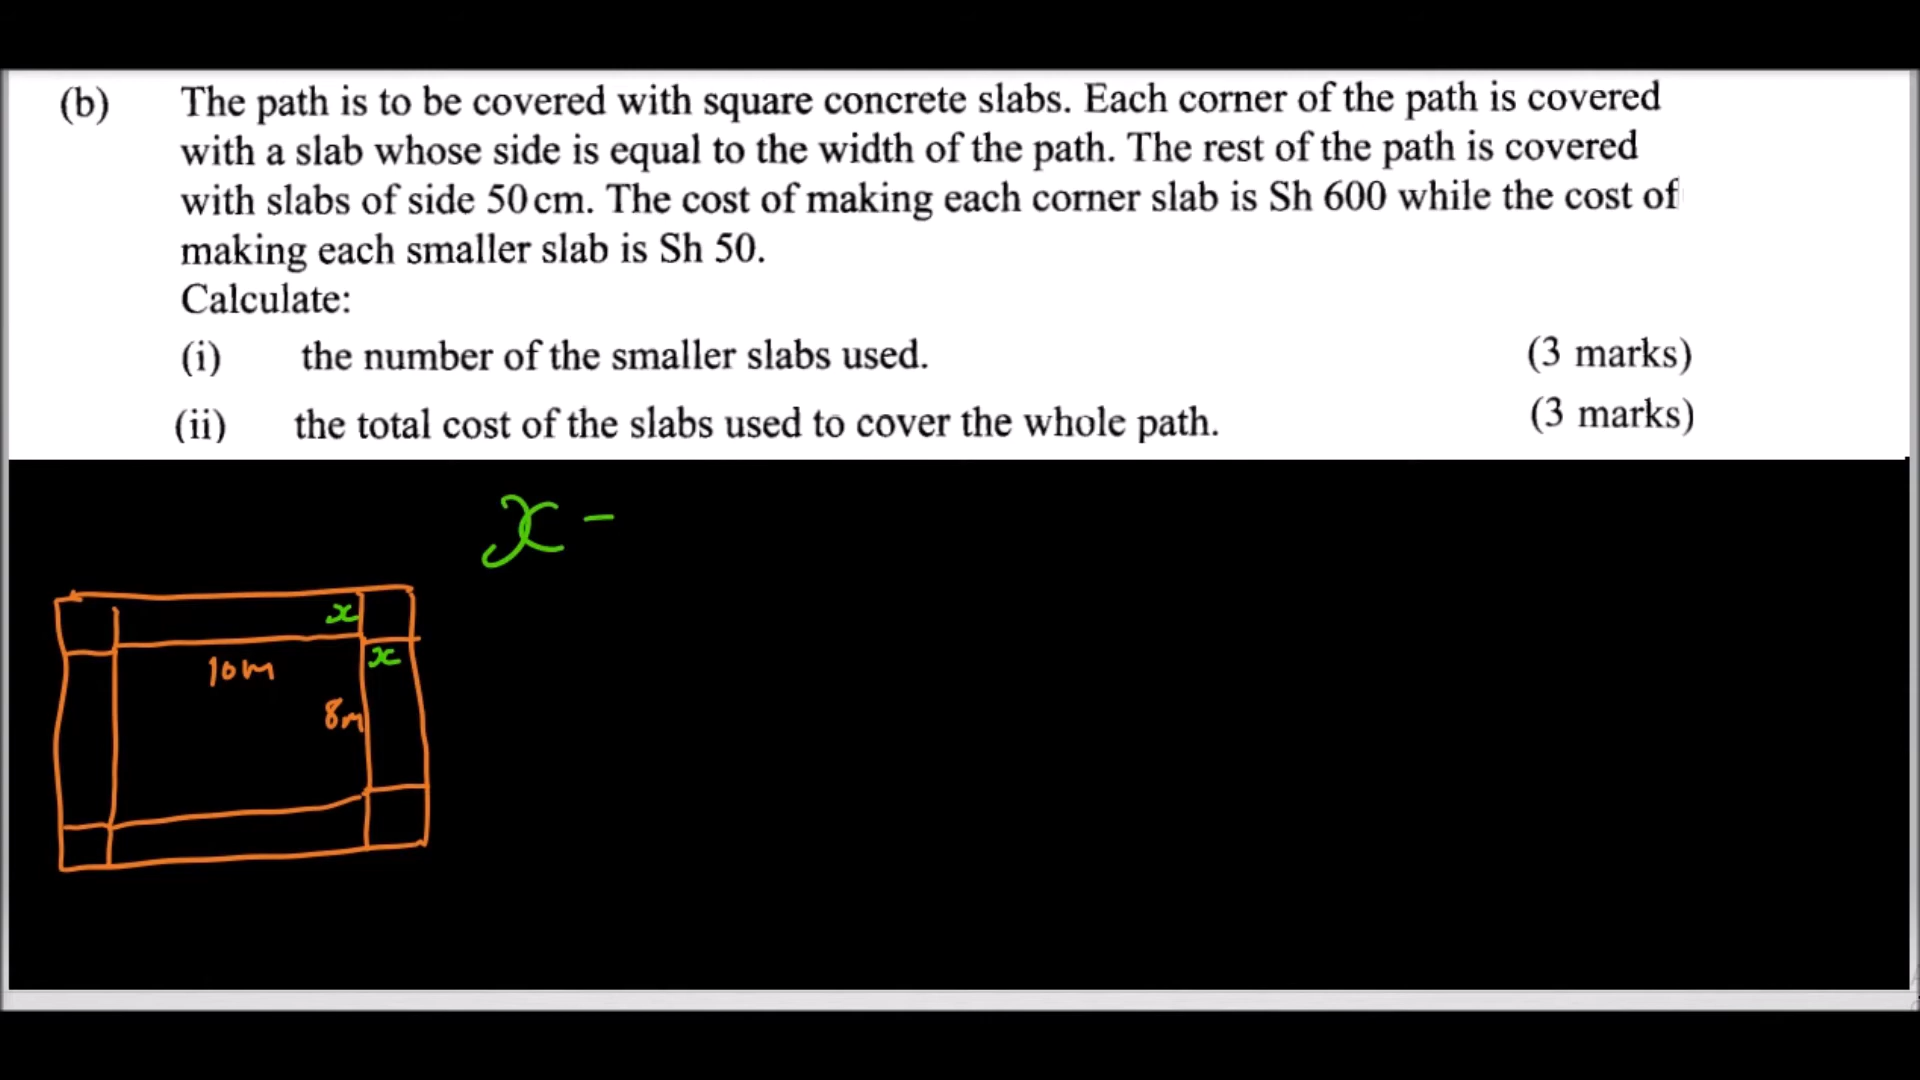 (b) The path is to be covered with square concrete slabs. Each corner of the path is covered
with a slab whose side is equal to the width of the path. The rest of the path is covered
with slabs of side 50 cm. The cost of making each corner slab is Sh 600 while the cost of
making each smaller slab is Sh 50.
Calculate:
(i) the number of the smaller slabs used. (3 marks)
(ii) the total cost of the slabs used to cover the whole path. (3 marks)
x -
x
x
10m
8m